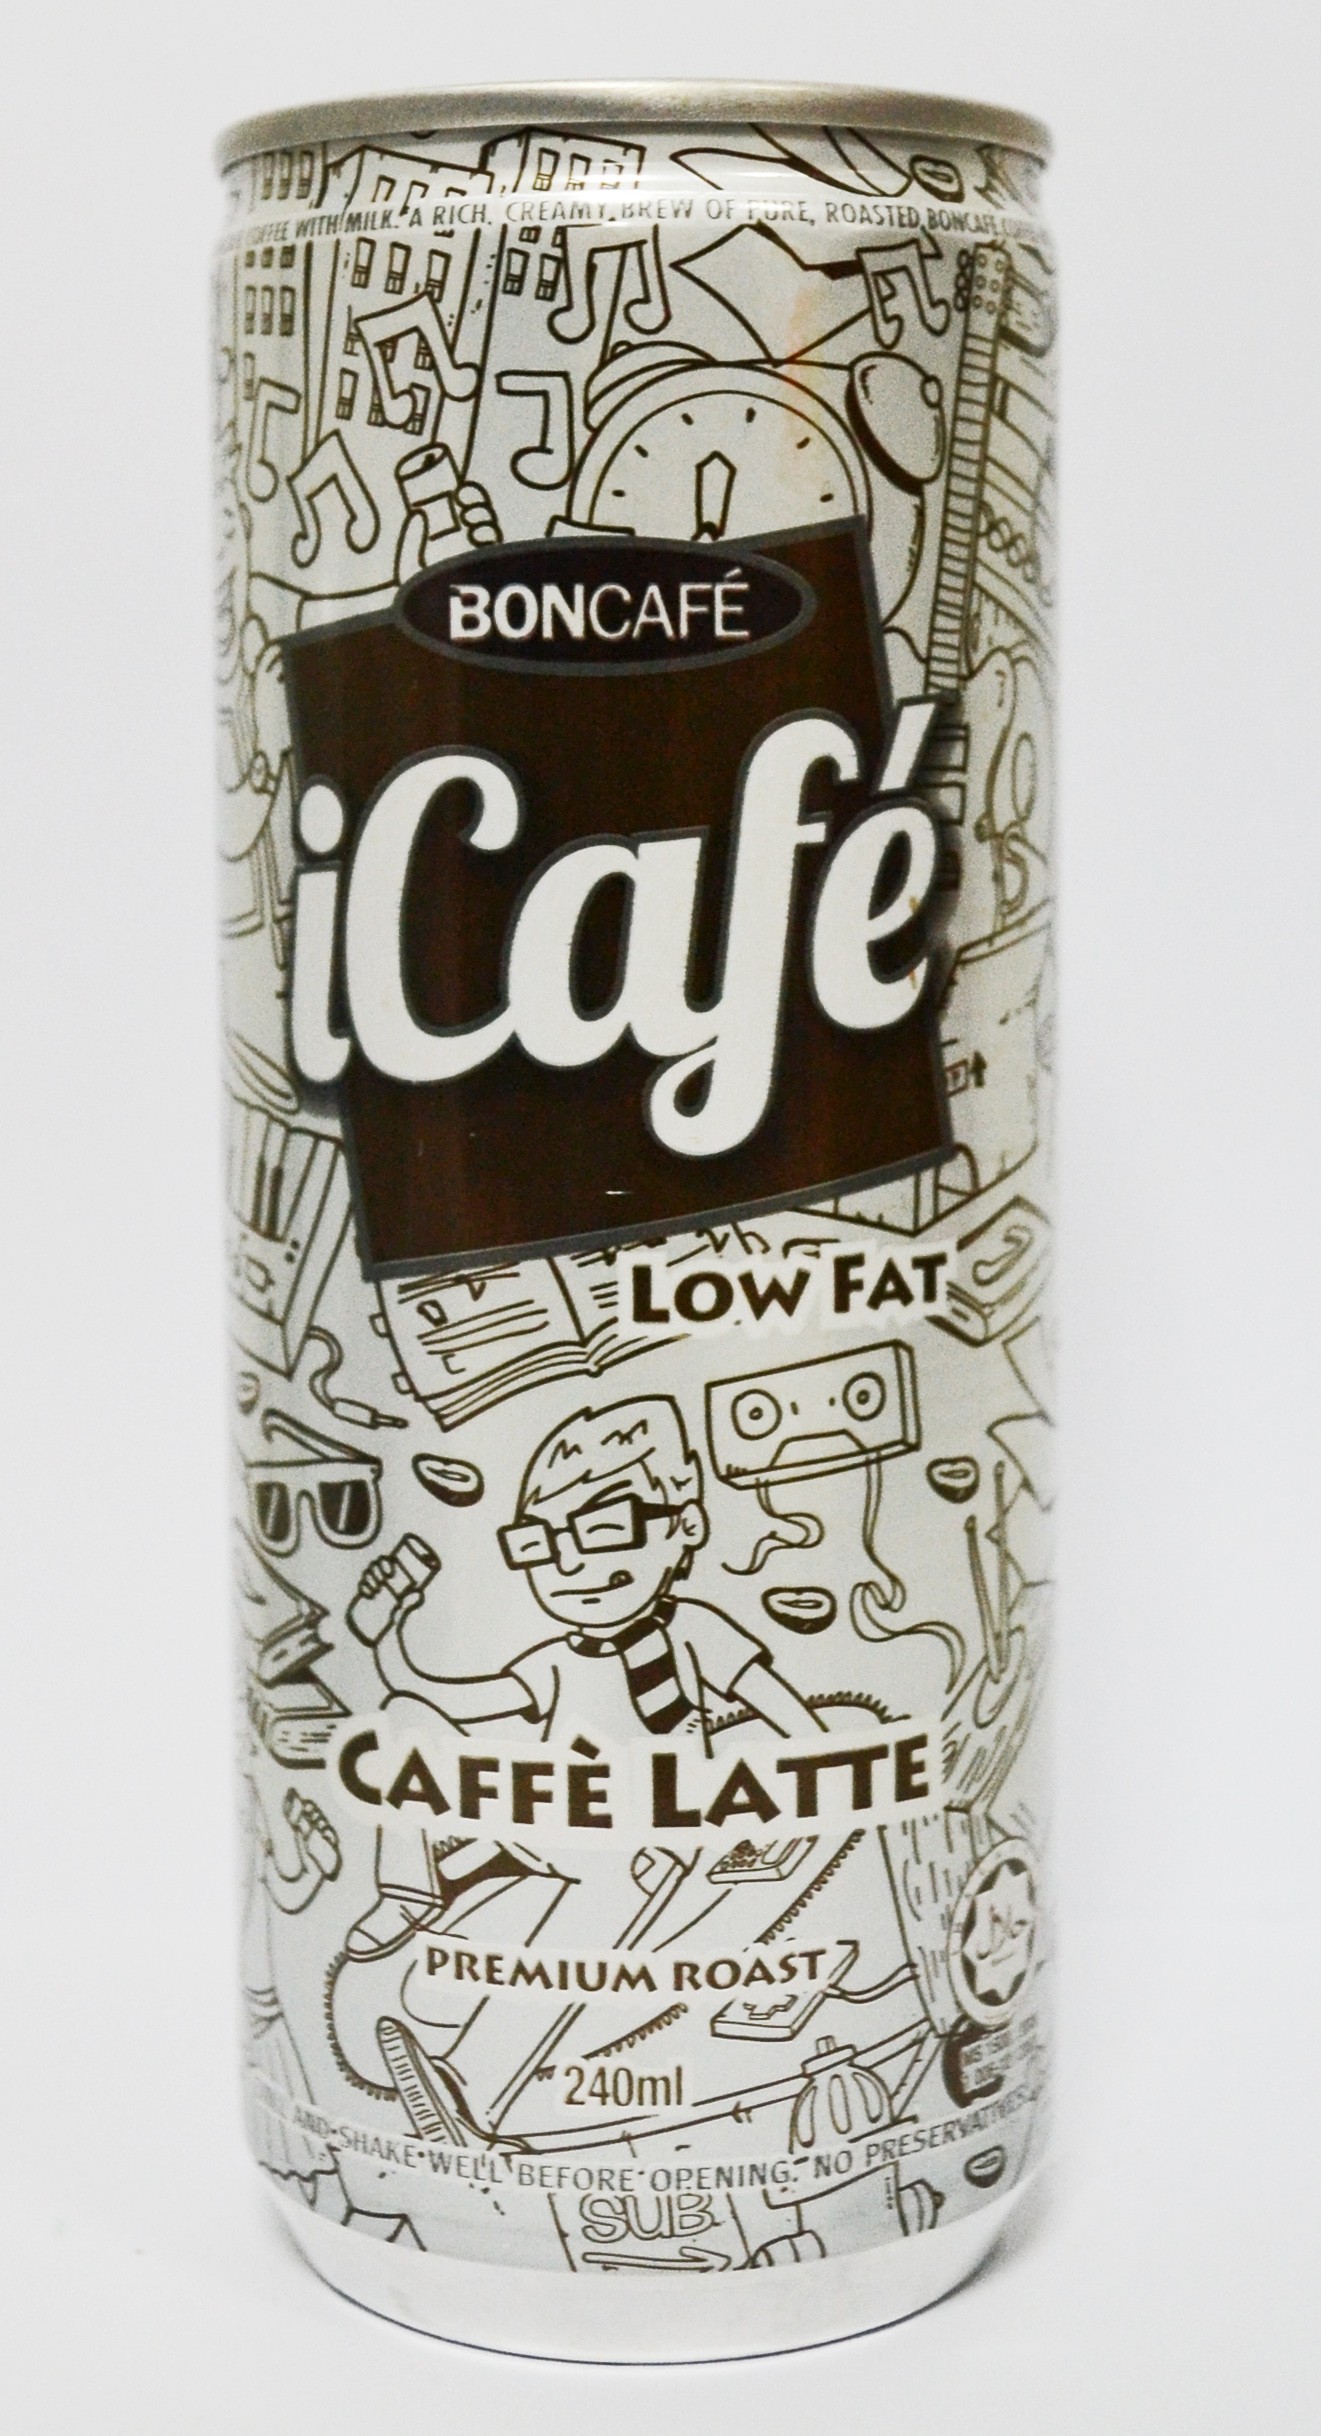 COFFEE WITH MILK. A RICH, CREAMY BREW OF PURE, ROASTED BONCAFÉ
BONCAFÉ
iCafé
LOW FAT
CAFFÈ LATTE
PREMIUM ROAST
240ml
AND SHAKE WELL BEFORE OPENING. NO PRESERVATIVES
SUB